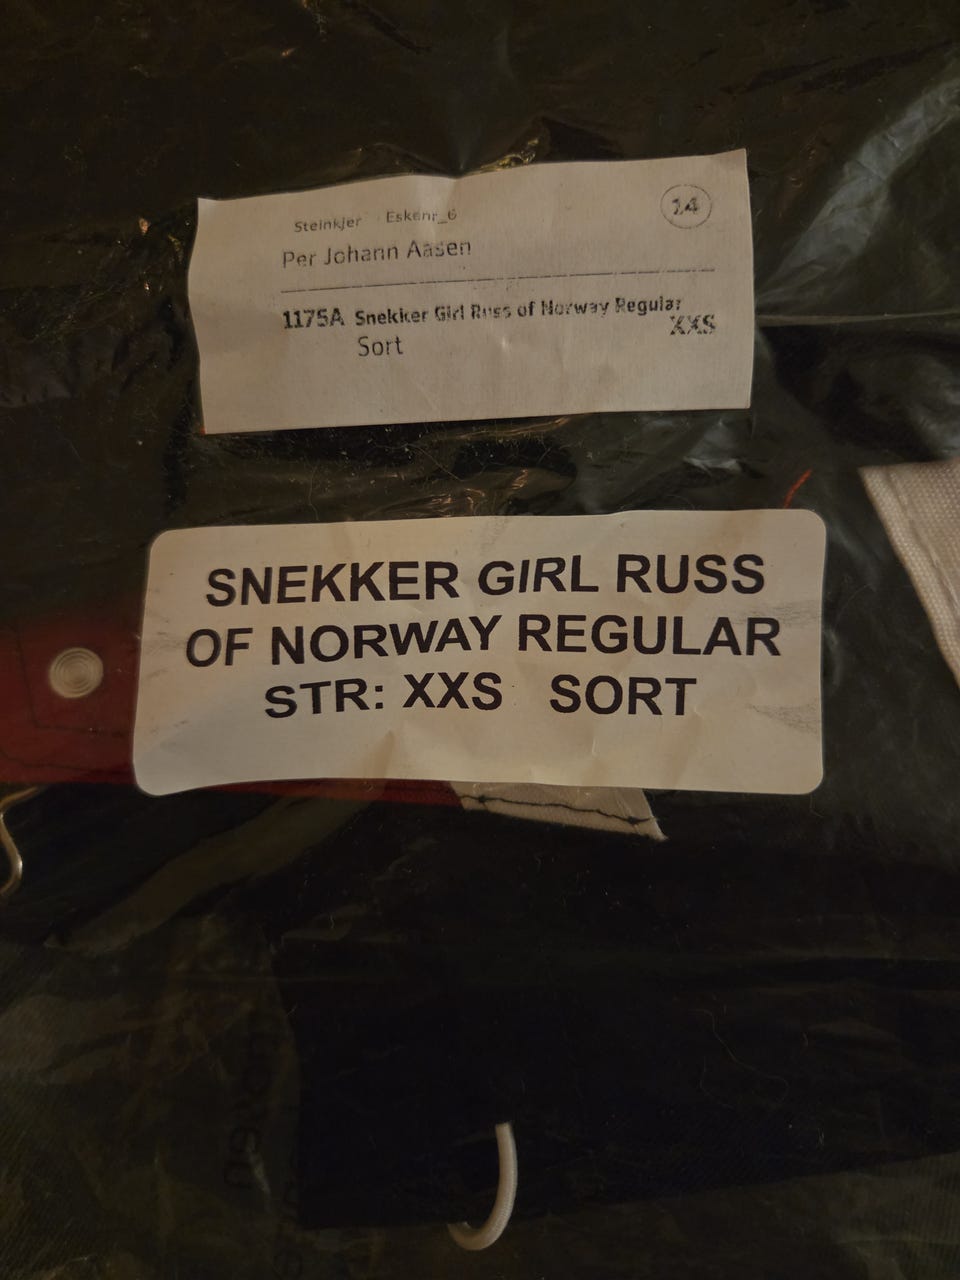 Steinkjer Eskenr_6
14
Per Johann Aasen
1175A Snekker Girl Russ of Norway Regular
XXS
Sort
SNEKKER GIRL RUSS
OF NORWAY REGULAR
STR: XXS SORT